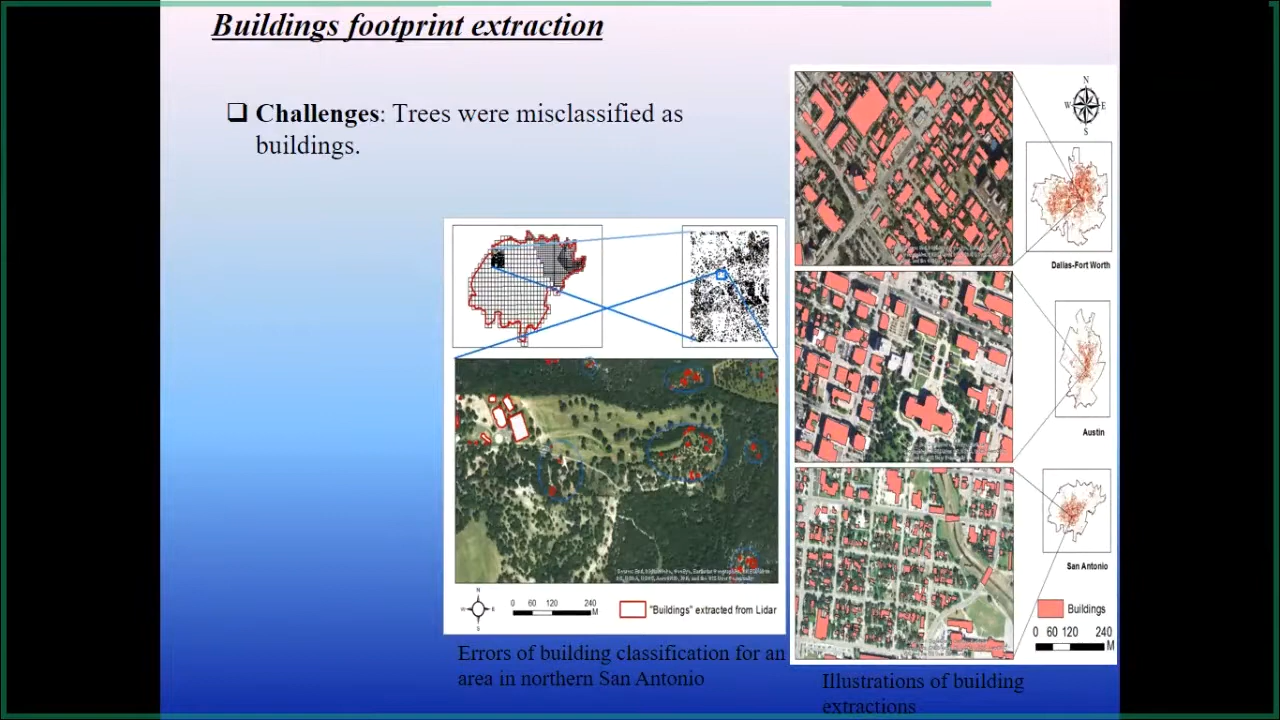 Buildings footprint extraction
❑ Challenges: Trees were misclassified as
buildings.
N
W E
S
0 60 120 240
M
"Buildings" extracted from Lidar
Errors of building classification for an
area in northern San Antonio
N
W E
S
Dallas-Fort Worth
Austin
San Antonio
Buildings
0 60 120 240
M
Illustrations of building
extractions